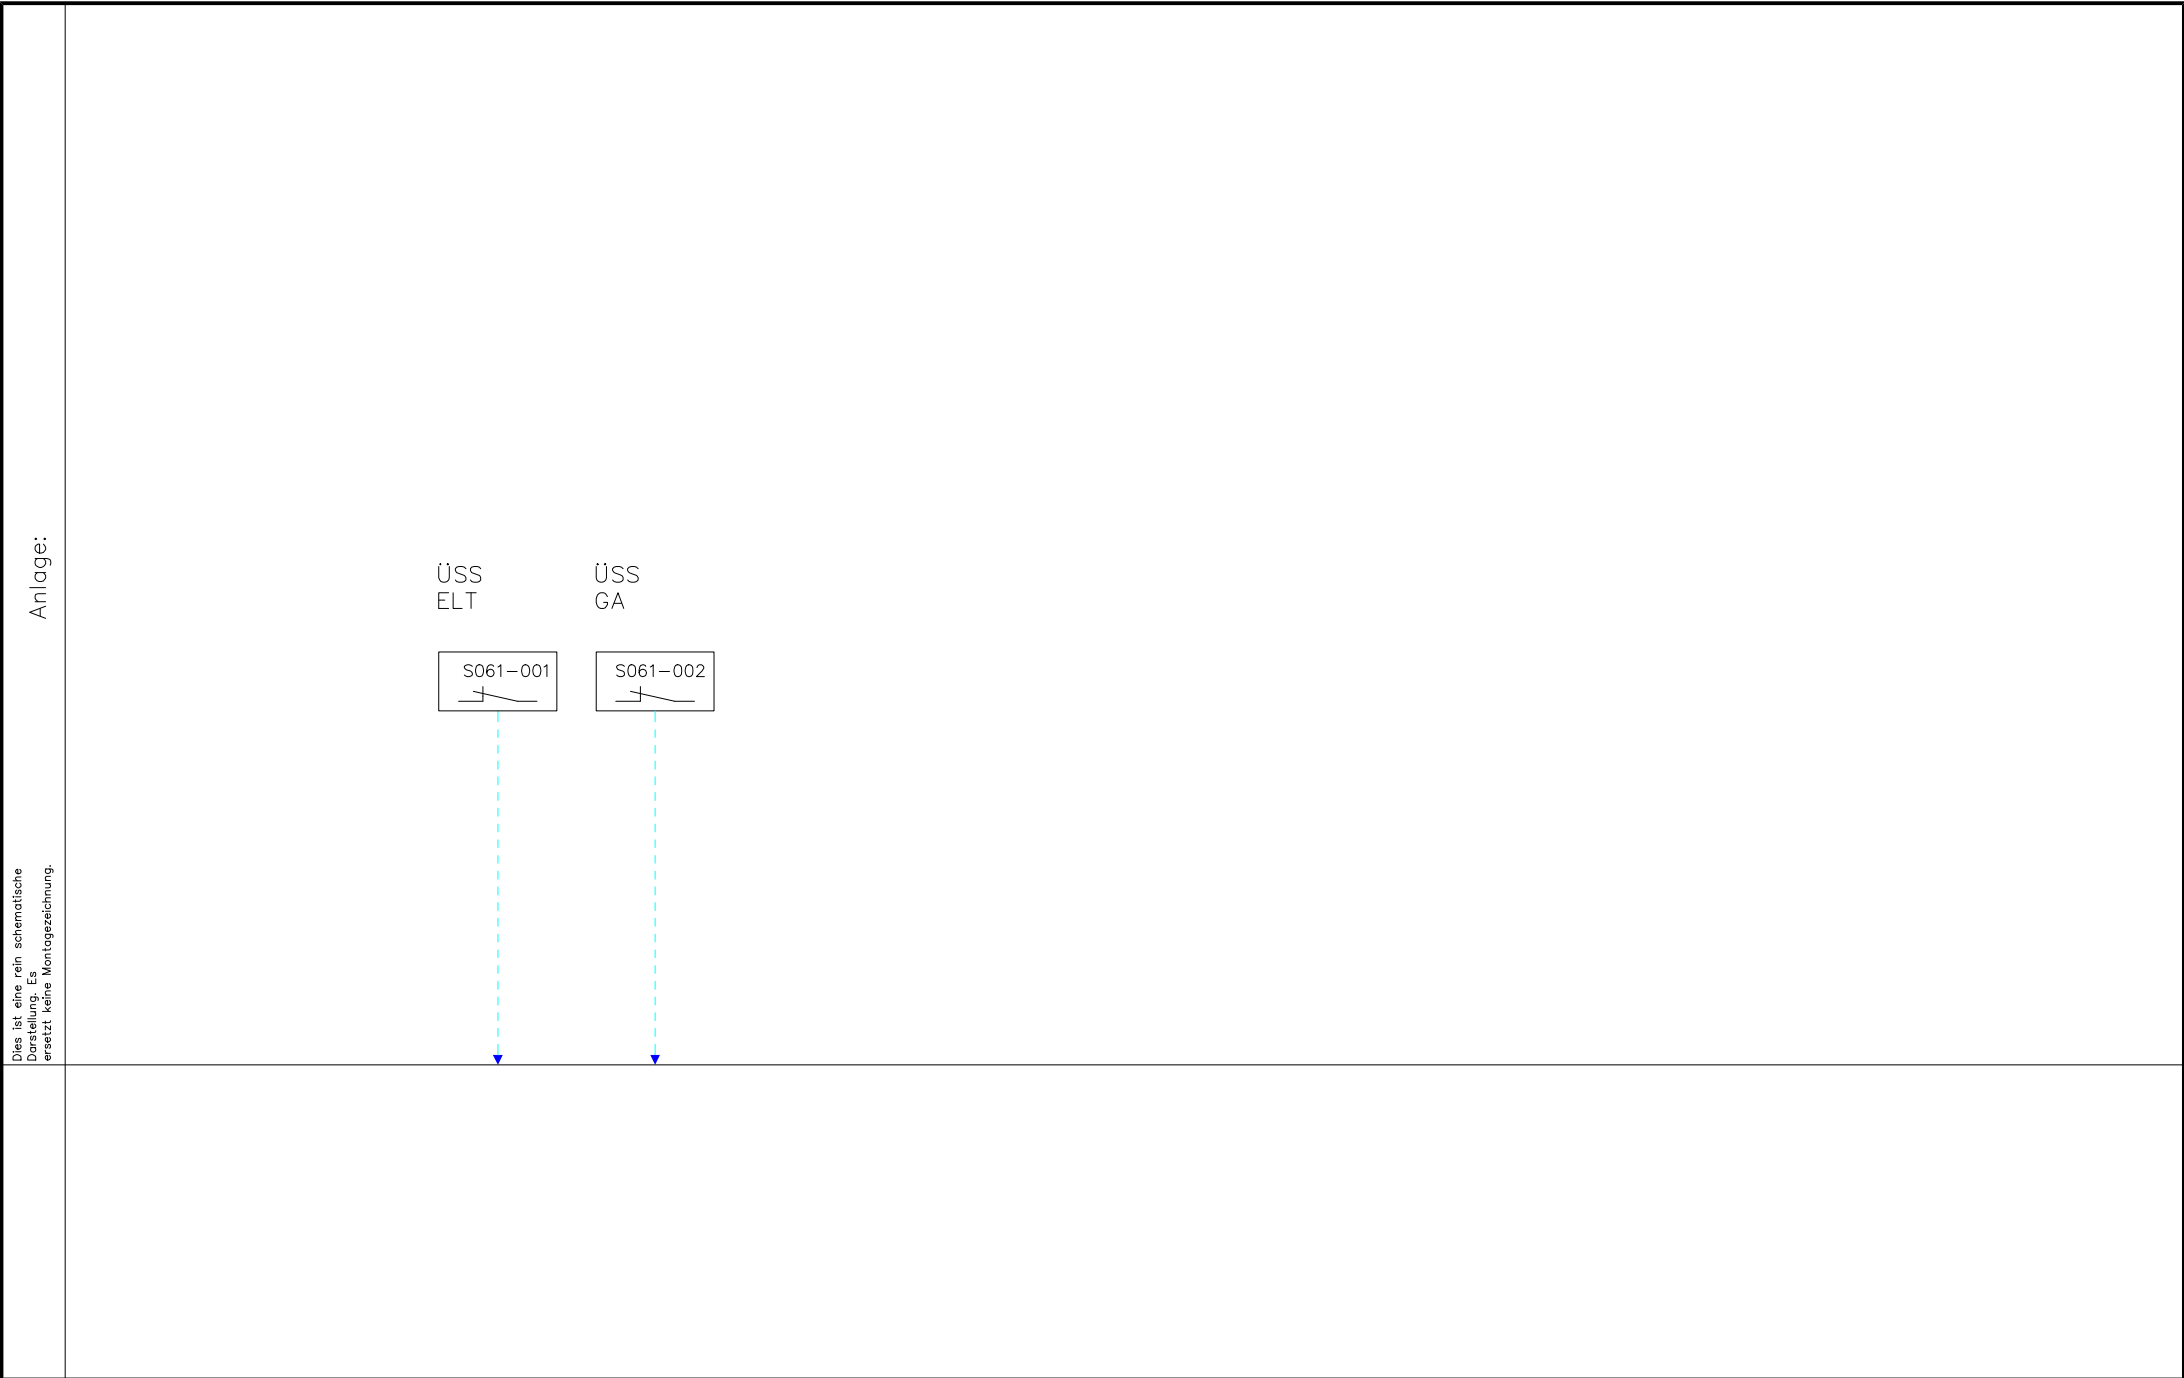 Anlage:
Dies ist eine rein schematische
Darstellung. Es
ersetzt keine Montagezeichnung.
ÜSS
ELT
S061-001
ÜSS
GA
S061-002